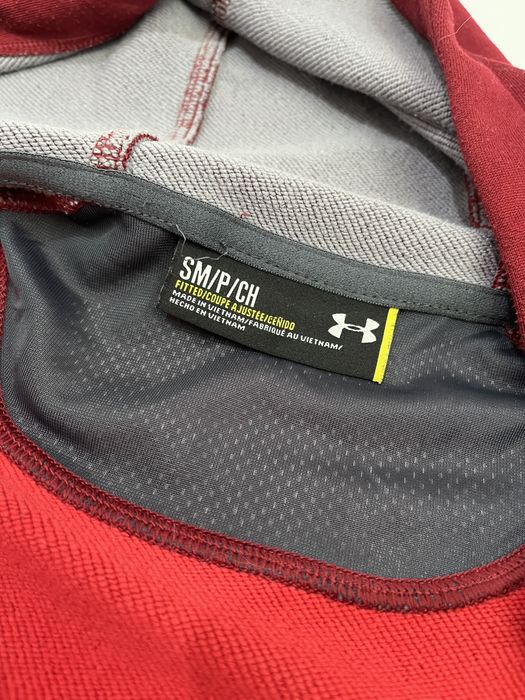 SM/P/CH
FITTED/COUPE AJUSTÉE/CEÑIDO
MADE IN VIETNAM/FABRIQUÉ AU VIETNAM/
HECHO EN VIETNAM